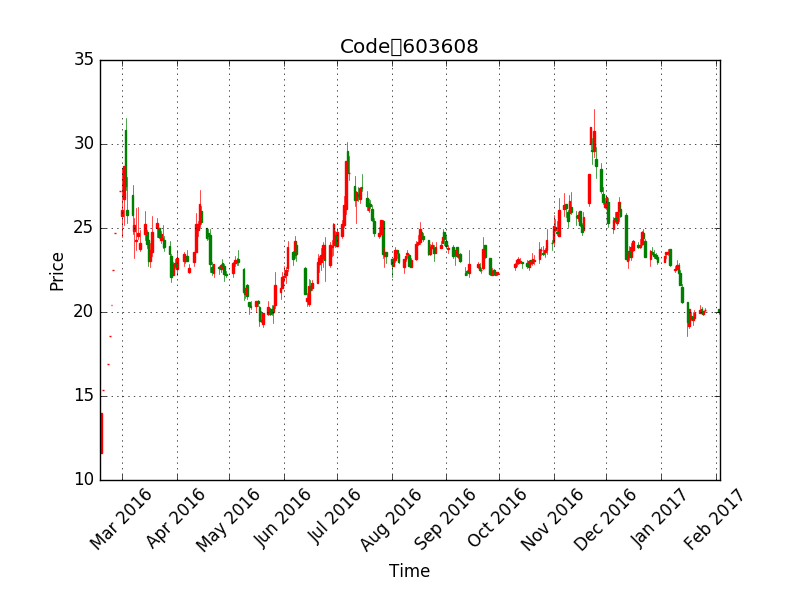 Code▯603608
35
30
25
20
15
10
Price
Mar 2016
Apr 2016
May 2016
Jun 2016
Jul 2016
Aug 2016
Sep 2016
Oct 2016
Nov 2016
Dec 2016
Jan 2017
Feb 2017
Time